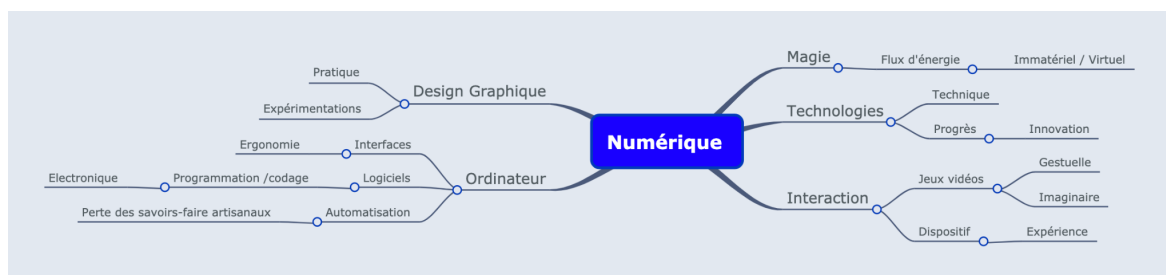 Numérique
Design Graphique
Pratique
Expérimentations
Ordinateur
Interfaces
Ergonomie
Logiciels
Programmation /codage
Electronique
Automatisation
Perte des savoirs-faire artisanaux
Magie
Flux d'énergie
Immatériel / Virtuel
Technologies
Technique
Progrès
Innovation
Interaction
Jeux vidéos
Gestuelle
Imaginaire
Dispositif
Expérience